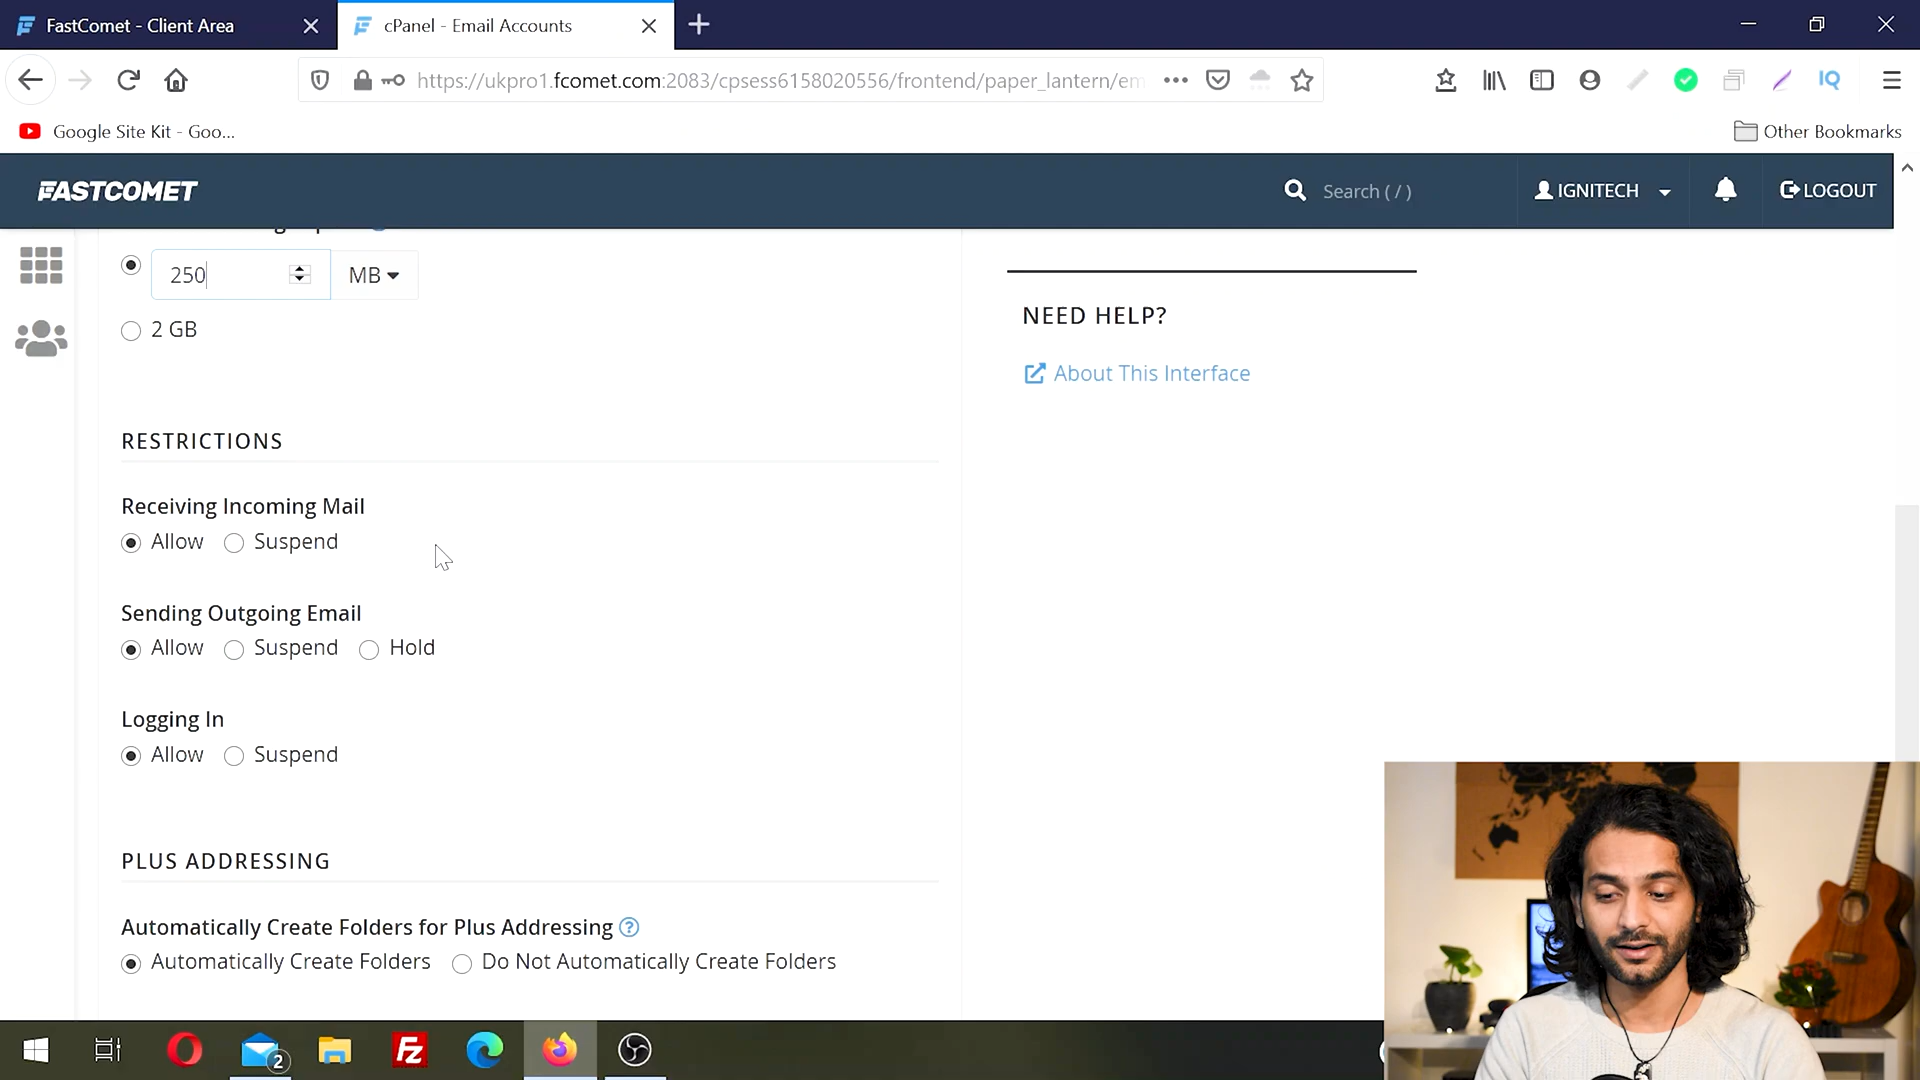 FastComet - Client Area
cPanel - Email Accounts
https://ukpro1.fcomet.com:2083/cpsess6158020556/frontend/paper_lantern/em
IQ
Google Site Kit - Goo...
Other Bookmarks
FASTCOMET
Search ( / )
IGNITECH
LOGOUT
250
MB
2 GB
NEED HELP?
About This Interface
RESTRICTIONS
Receiving Incoming Mail
Allow
Suspend
Sending Outgoing Email
Allow
Suspend
Hold
Logging In
Allow
Suspend
PLUS ADDRESSING
Automatically Create Folders for Plus Addressing
Automatically Create Folders
Do Not Automatically Create Folders
2
Fz